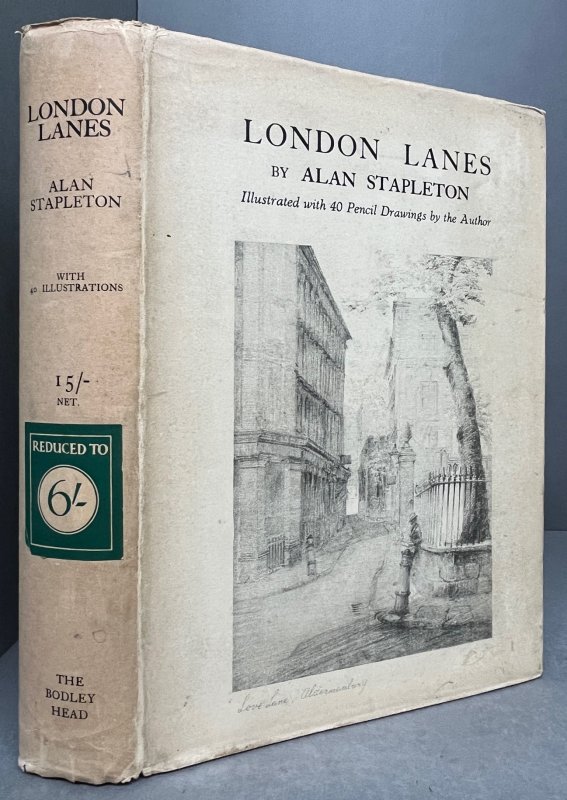 LONDON
LANES
ALAN
STAPLETON
WITH
40 ILLUSTRATIONS
15/-
NET.
REDUCED TO
6/-
THE
BODLEY
HEAD
LONDON LANES
BY ALAN STAPLETON
Illustrated with 40 Pencil Drawings by the Author
Love Lane, Aldermanbury